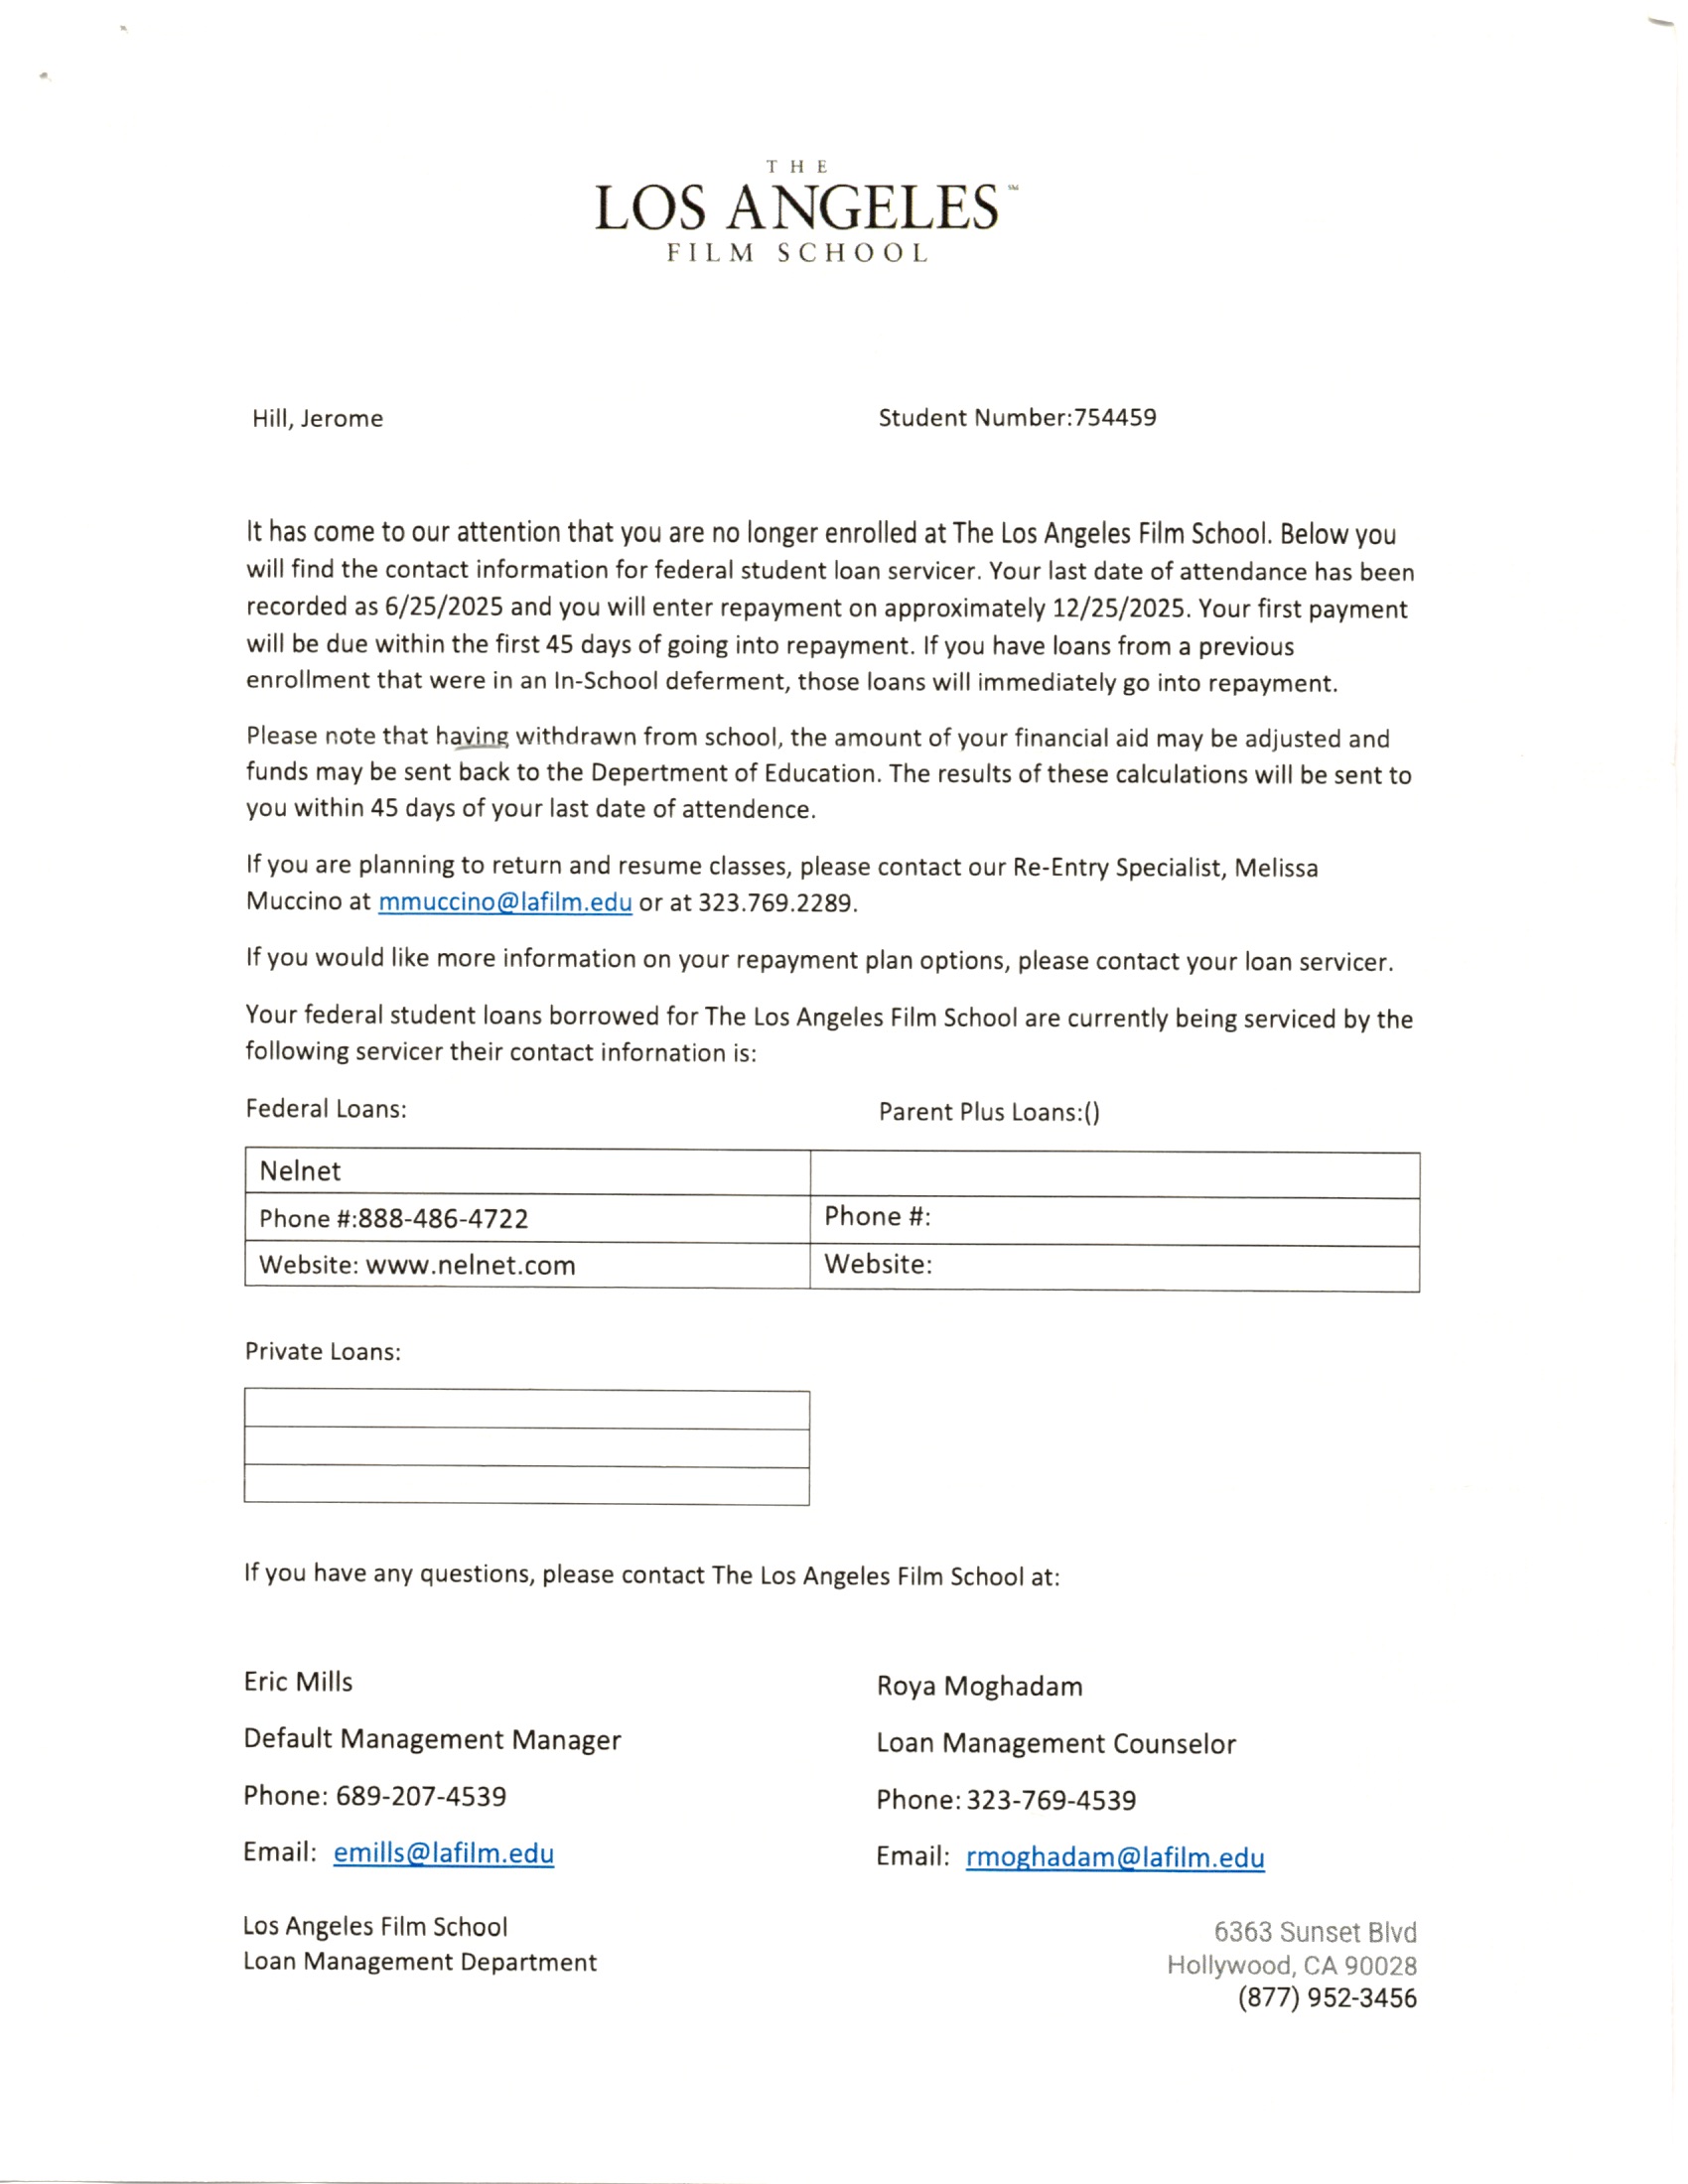 THE
LOS ANGELES℠
FILM SCHOOL
Hill, Jerome Student Number:754459
It has come to our attention that you are no longer enrolled at The Los Angeles Film School. Below you
will find the contact information for federal student loan servicer. Your last date of attendance has been
recorded as 6/25/2025 and you will enter repayment on approximately 12/25/2025. Your first payment
will be due within the first 45 days of going into repayment. If you have loans from a previous
enrollment that were in an In-School deferment, those loans will immediately go into repayment.
Please note that having withdrawn from school, the amount of your financial aid may be adjusted and
funds may be sent back to the Depertment of Education. The results of these calculations will be sent to
you within 45 days of your last date of attendence.
If you are planning to return and resume classes, please contact our Re-Entry Specialist, Melissa
Muccino at mmuccino@lafilm.edu or at 323.769.2289.
If you would like more information on your repayment plan options, please contact your loan servicer.
Your federal student loans borrowed for The Los Angeles Film School are currently being serviced by the
following servicer their contact infornation is:
Federal Loans: Parent Plus Loans:()
Nelnet
Phone #:888-486-4722 Phone #:
Website: www.nelnet.com Website:
Private Loans:
If you have any questions, please contact The Los Angeles Film School at:
Eric Mills Roya Moghadam
Default Management Manager Loan Management Counselor
Phone: 689-207-4539 Phone: 323-769-4539
Email: emills@lafilm.edu Email: rmoghadam@lafilm.edu
Los Angeles Film School 6363 Sunset Blvd
Loan Management Department Hollywood, CA 90028
(877) 952-3456